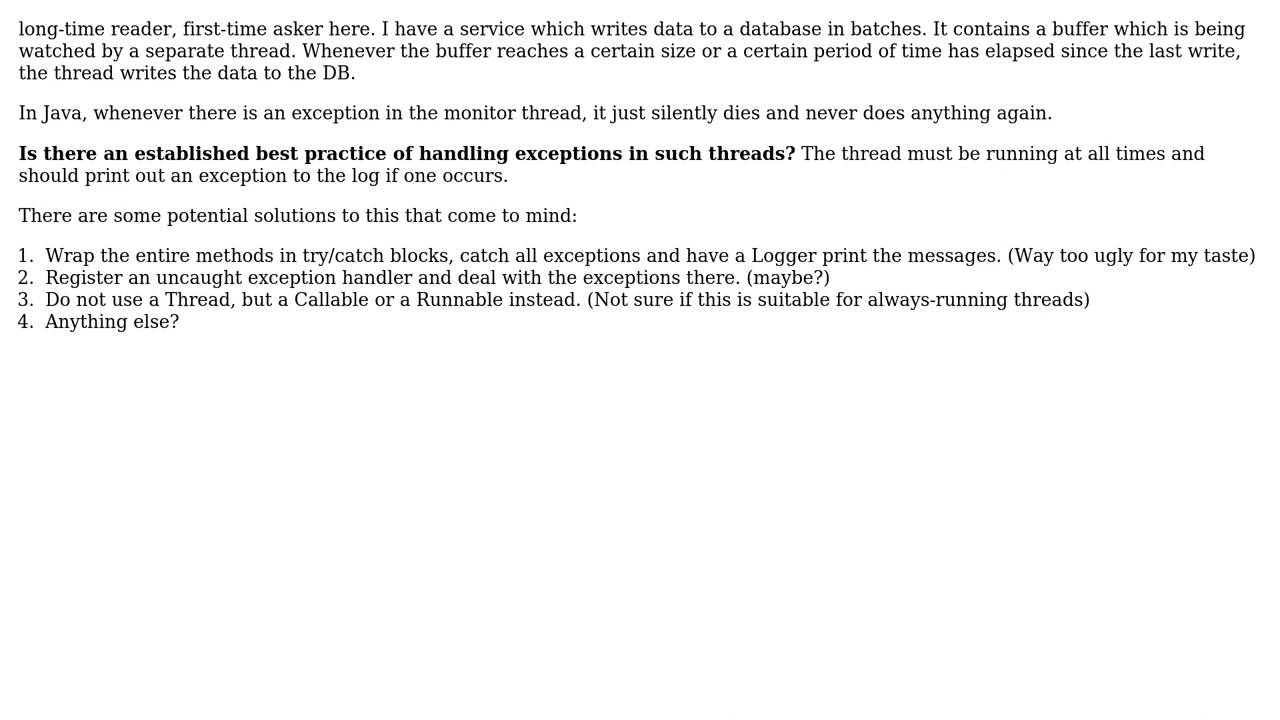 long-time reader, first-time asker here. I have a service which writes data to a database in batches. It contains a buffer which is being
watched by a separate thread. Whenever the buffer reaches a certain size or a certain period of time has elapsed since the last write,
the thread writes the data to the DB.
In Java, whenever there is an exception in the monitor thread, it just silently dies and never does anything again.
Is there an established best practice of handling exceptions in such threads? The thread must be running at all times and
should print out an exception to the log if one occurs.
There are some potential solutions to this that come to mind:
1. Wrap the entire methods in try/catch blocks, catch all exceptions and have a Logger print the messages. (Way too ugly for my taste)
2. Register an uncaught exception handler and deal with the exceptions there. (maybe?)
3. Do not use a Thread, but a Callable or a Runnable instead. (Not sure if this is suitable for always-running threads)
4. Anything else?